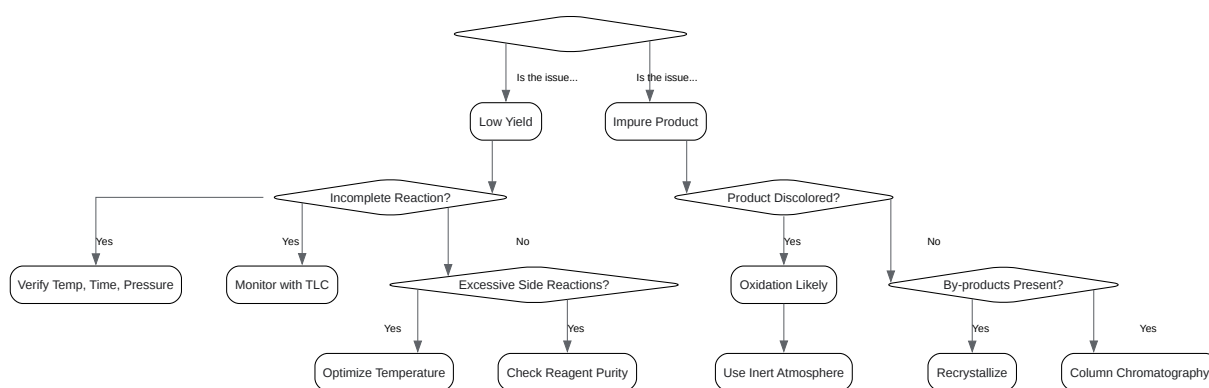 Is the issue...
Is the issue...
Low Yield
Impure Product
Incomplete Reaction?
Product Discolored?
Yes
Yes
No
Yes
No
Verify Temp, Time, Pressure
Monitor with TLC
Excessive Side Reactions?
Oxidation Likely
By-products Present?
Yes
Yes
Yes
Yes
Optimize Temperature
Check Reagent Purity
Use Inert Atmosphere
Recrystallize
Column Chromatography